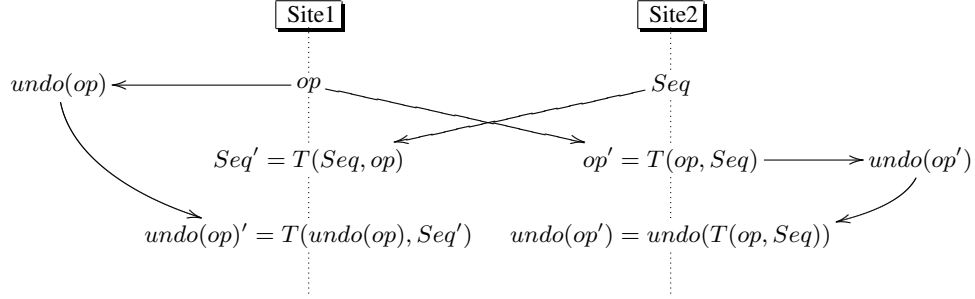 Site1 Site2
undo(op) op Seq
Seq′ = T(Seq, op) op′ = T(op, Seq) undo(op′)
undo(op)′ = T(undo(op), Seq′) undo(op′) = undo(T(op, Seq))